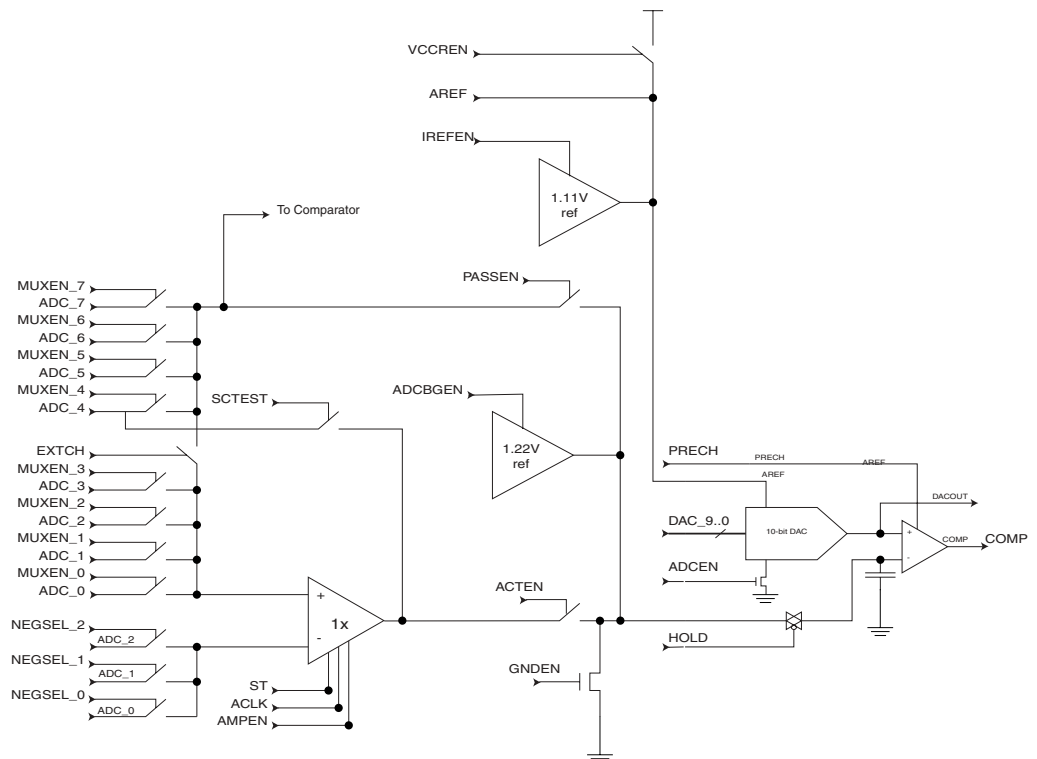 VCCREN
AREF
IREFEN
1.11V
ref
To Comparator
PASSEN
MUXEN_7
ADC_7
MUXEN_6
ADC_6
MUXEN_5
ADC_5
MUXEN_4
ADC_4
SCTEST
ADCBGEN
1.22V
ref
EXTCH
MUXEN_3
ADC_3
MUXEN_2
ADC_2
MUXEN_1
ADC_1
MUXEN_0
ADC_0
PRECH
PRECH
AREF
AREF
DACOUT
DAC_9..0
10-bit DAC
+
-
COMP
COMP
ADCEN
ACTEN
NEGSEL_2
ADC_2
NEGSEL_1
ADC_1
NEGSEL_0
ADC_0
+
1x
-
HOLD
GNDEN
ST
ACLK
AMPEN